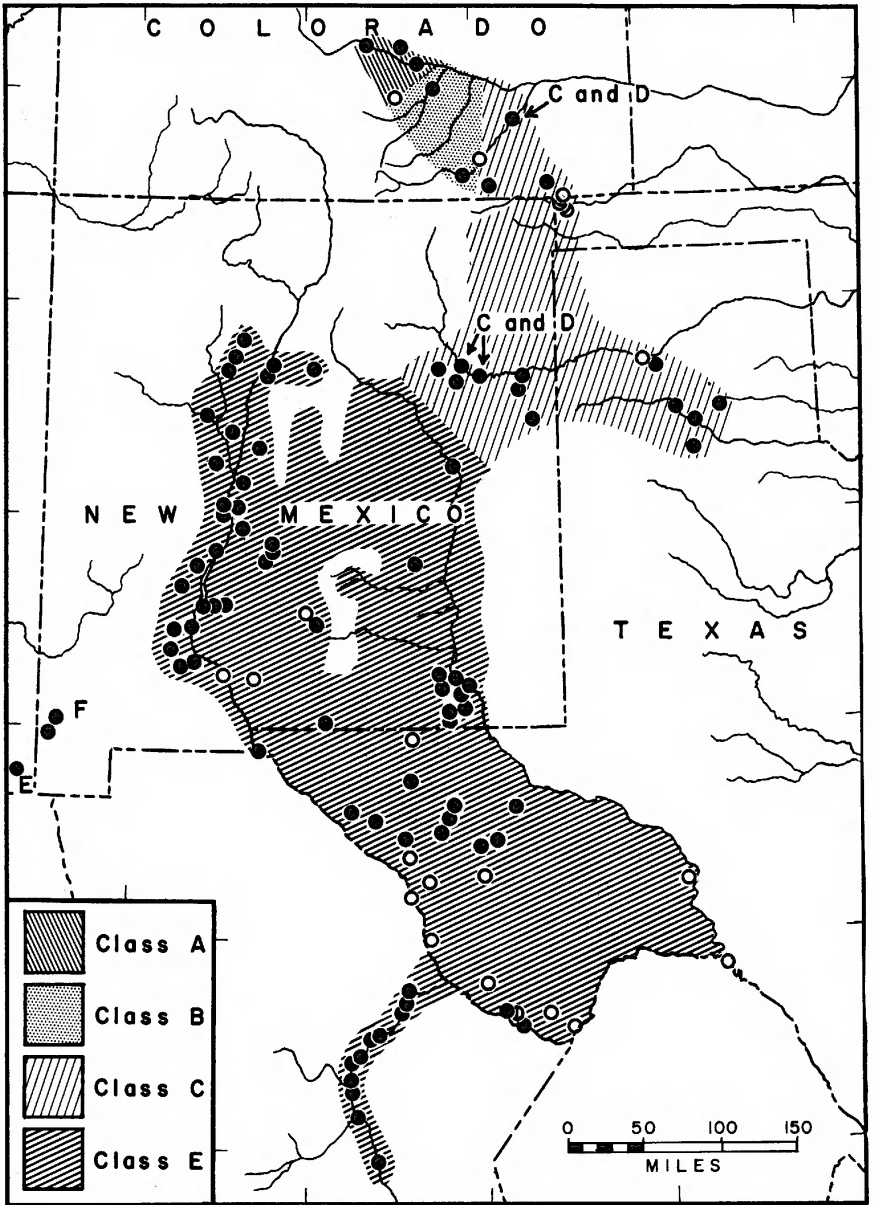 COLORADO
C and D
C and D
NEW MEXICO
TEXAS
F
E
Class A
Class B
Class C
Class E
0 50 100 150
MILES